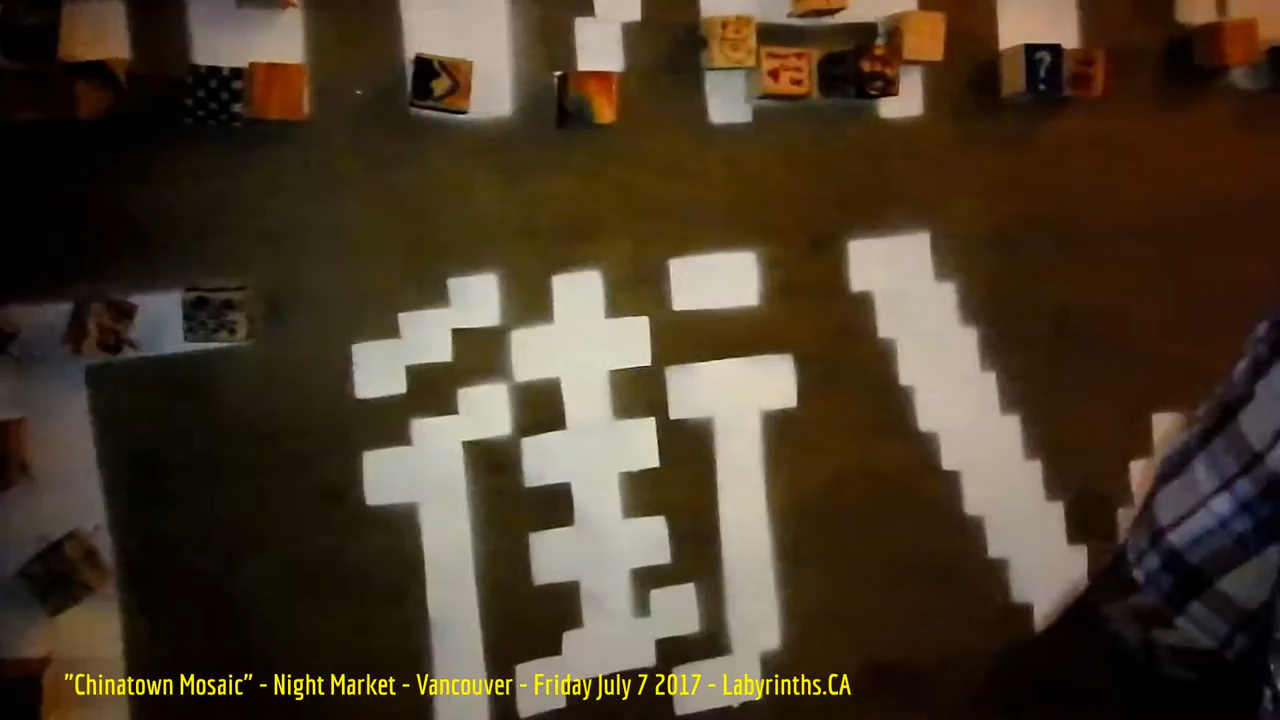 ?
街
"Chinatown Mosaic" - Night Market - Vancouver - Friday July 7 2017 - Labyrinths.CA